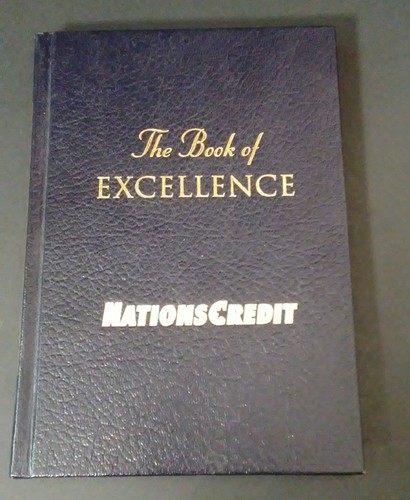 The Book of
EXCELLENCE
NATIONSCREDIT